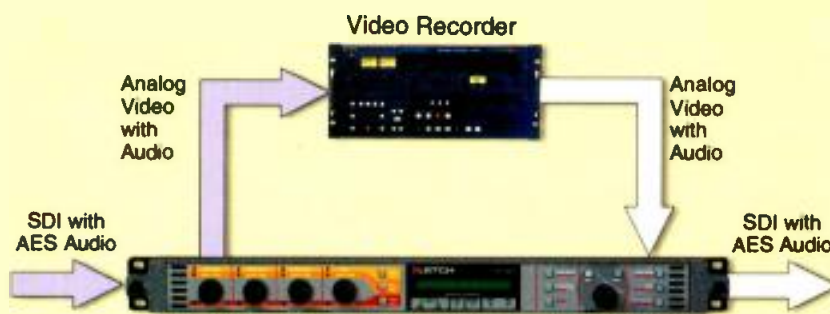 Video Recorder
Analog
Video
with
Audio
Analog
Video
with
Audio
SDI with
AES Audio
SDI with
AES Audio